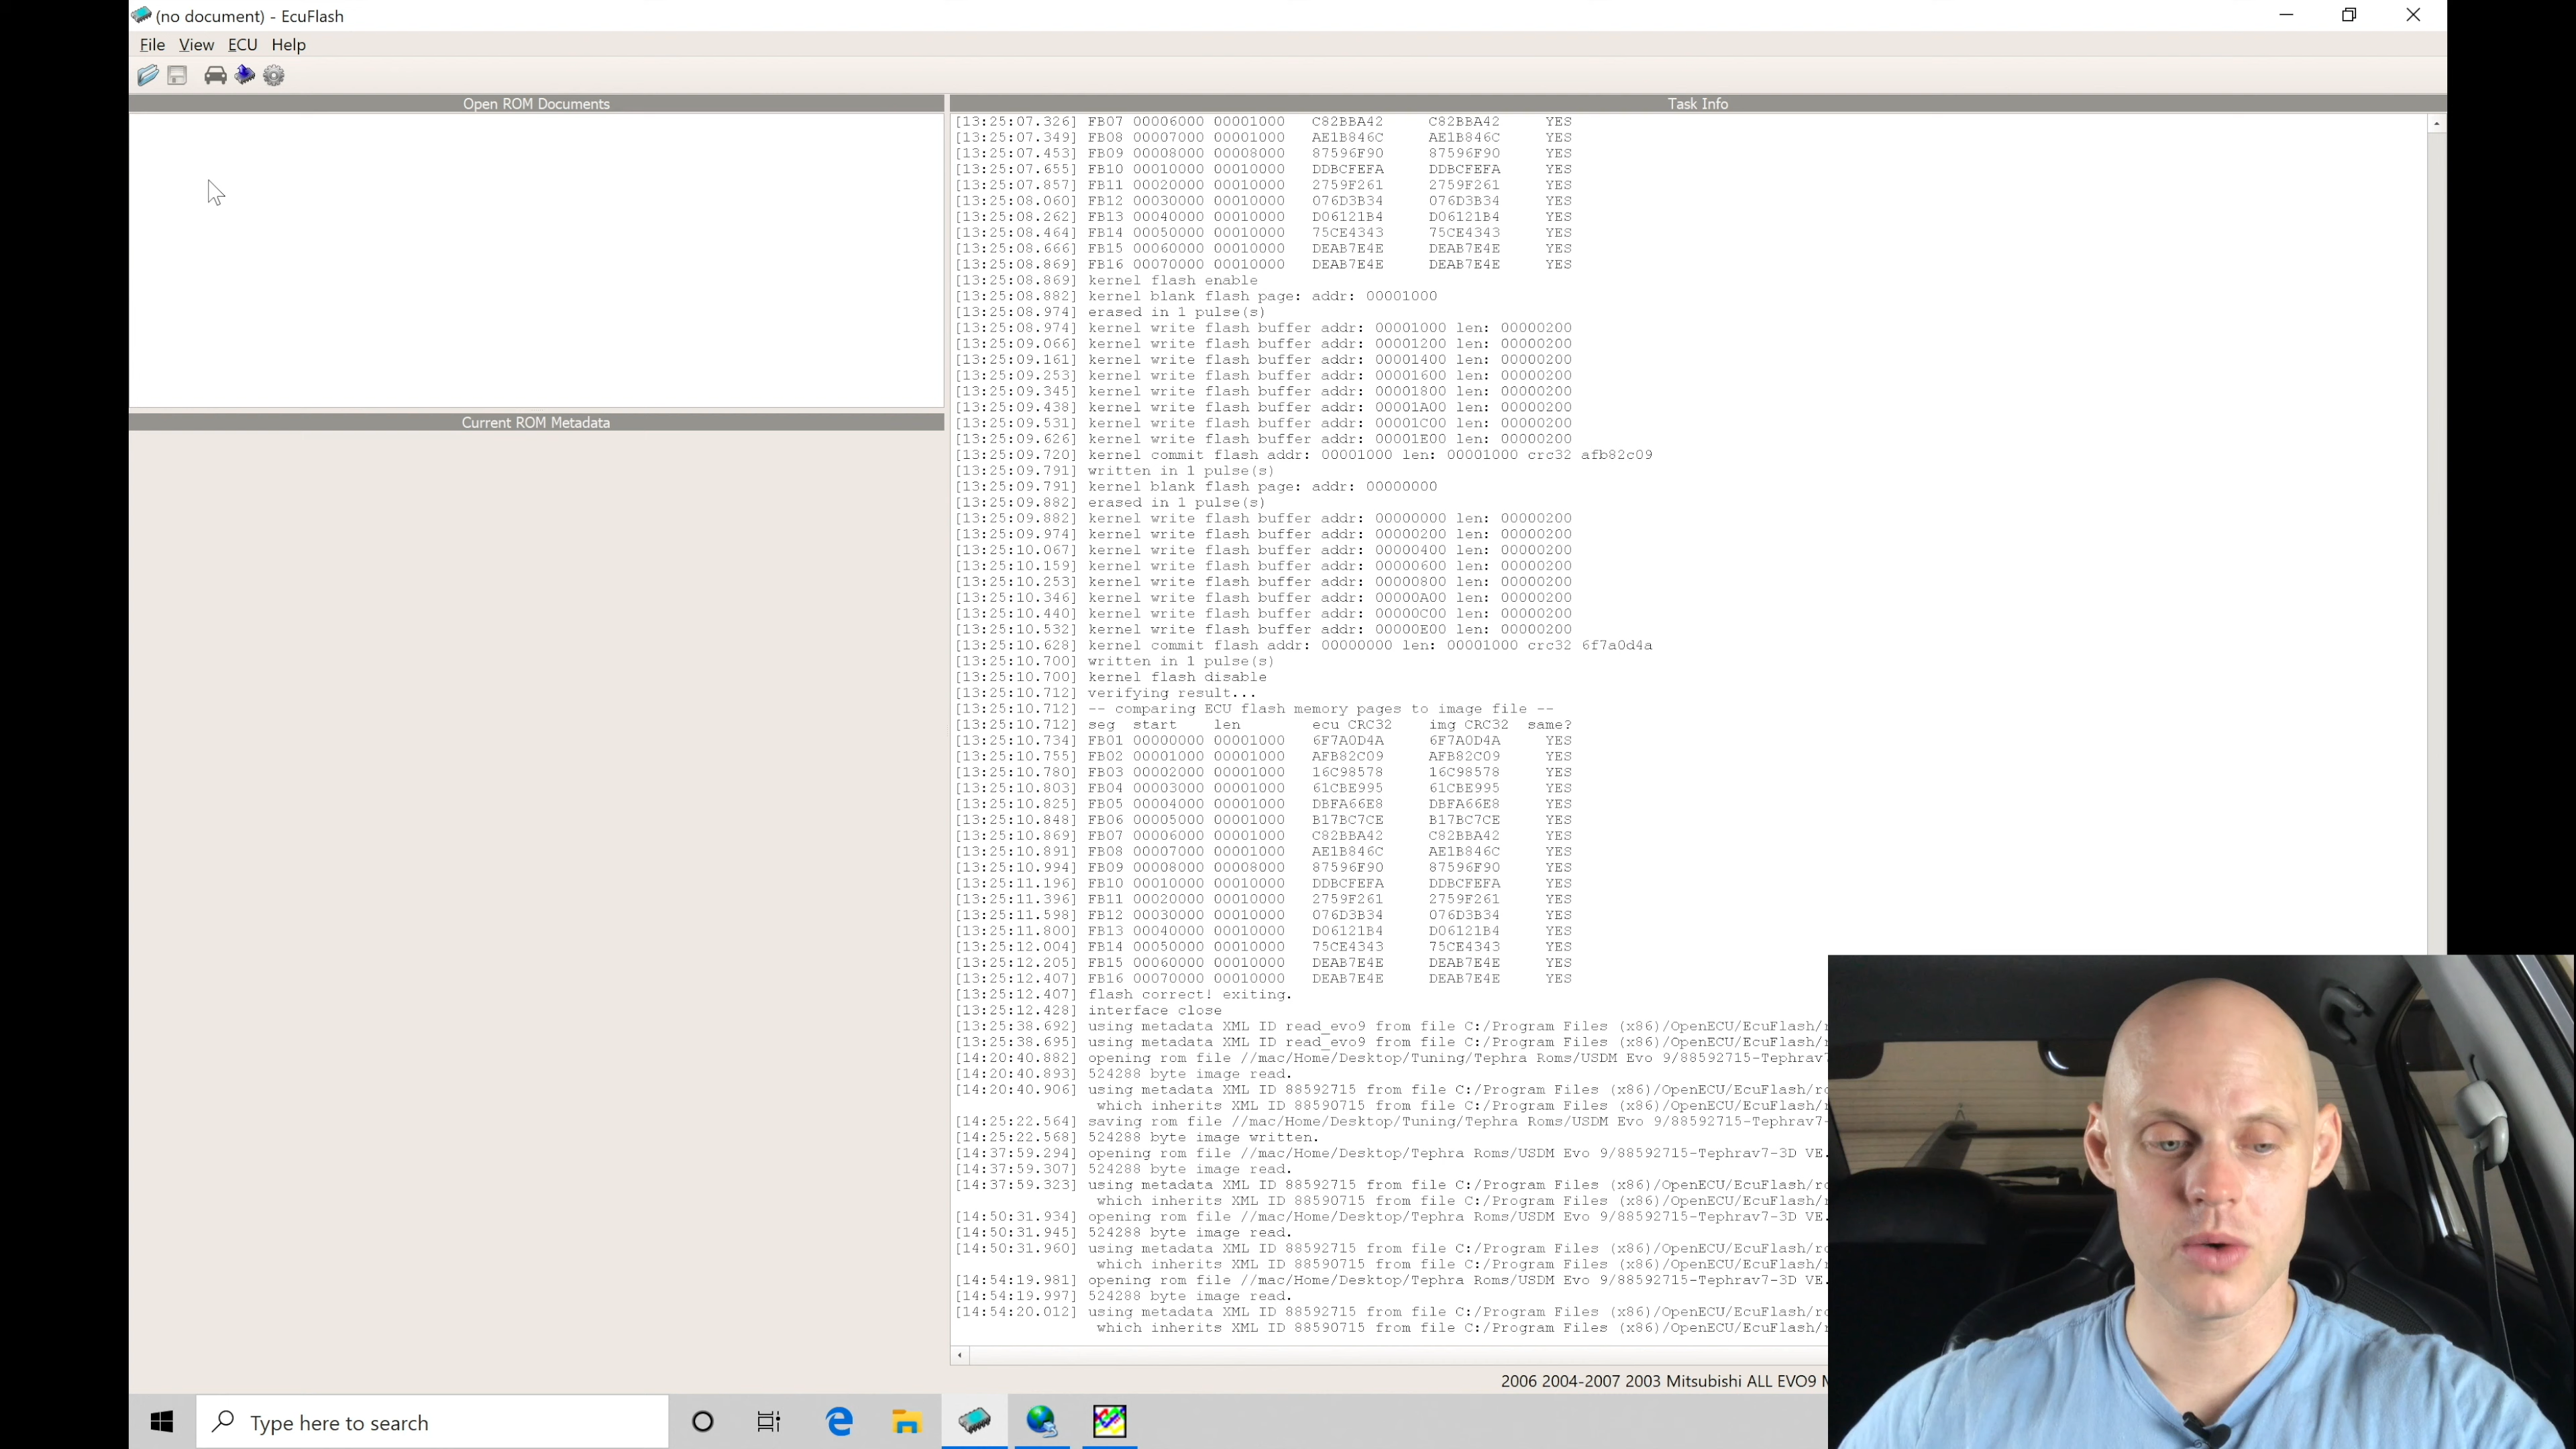 (no document) - EcuFlash
File View ECU Help
Open ROM Documents
Task Info
[13:25:07.326] FB07 00006000 00001000 C82BBA42 C82BBA42 YES
[13:25:07.349] FB08 00007000 00001000 AE1B846C AE1B846C YES
[13:25:07.453] FB09 00008000 00008000 87596F90 87596F90 YES
[13:25:07.655] FB10 00010000 00010000 DDBCFEFA DDBCFEFA YES
[13:25:07.857] FB11 00020000 00010000 2759F261 2759F261 YES
[13:25:08.060] FB12 00030000 00010000 076D3B34 076D3B34 YES
[13:25:08.262] FB13 00040000 00010000 D06121B4 D06121B4 YES
[13:25:08.464] FB14 00050000 00010000 75CE4343 75CE4343 YES
[13:25:08.666] FB15 00060000 00010000 DEAB7E4E DEAB7E4E YES
[13:25:08.869] FB16 00070000 00010000 DEAB7E4E DEAB7E4E YES
[13:25:08.869] kernel flash enable
[13:25:08.882] kernel blank flash page: addr: 00001000
[13:25:08.974] erased in 1 pulse(s)
[13:25:08.974] kernel write flash buffer addr: 00001000 len: 00000200
[13:25:09.066] kernel write flash buffer addr: 00001200 len: 00000200
[13:25:09.161] kernel write flash buffer addr: 00001400 len: 00000200
[13:25:09.253] kernel write flash buffer addr: 00001600 len: 00000200
[13:25:09.345] kernel write flash buffer addr: 00001800 len: 00000200
[13:25:09.438] kernel write flash buffer addr: 00001A00 len: 00000200
[13:25:09.531] kernel write flash buffer addr: 00001C00 len: 00000200
[13:25:09.626] kernel write flash buffer addr: 00001E00 len: 00000200
[13:25:09.720] kernel commit flash addr: 00001000 len: 00001000 crc32 afb82c09
[13:25:09.791] written in 1 pulse(s)
[13:25:09.791] kernel blank flash page: addr: 00000000
[13:25:09.882] erased in 1 pulse(s)
[13:25:09.882] kernel write flash buffer addr: 00000000 len: 00000200
[13:25:09.974] kernel write flash buffer addr: 00000200 len: 00000200
[13:25:10.067] kernel write flash buffer addr: 00000400 len: 00000200
[13:25:10.159] kernel write flash buffer addr: 00000600 len: 00000200
[13:25:10.253] kernel write flash buffer addr: 00000800 len: 00000200
[13:25:10.346] kernel write flash buffer addr: 00000A00 len: 00000200
[13:25:10.440] kernel write flash buffer addr: 00000C00 len: 00000200
[13:25:10.532] kernel write flash buffer addr: 00000E00 len: 00000200
[13:25:10.628] kernel commit flash addr: 00000000 len: 00001000 crc32 6f7a0d4a
[13:25:10.700] written in 1 pulse(s)
[13:25:10.700] kernel flash disable
[13:25:10.712] verifying result...
[13:25:10.712] -- comparing ECU flash memory pages to image file --
[13:25:10.712] seg start len ecu CRC32 img CRC32 same?
[13:25:10.734] FB01 00000000 00001000 6F7A0D4A 6F7A0D4A YES
[13:25:10.755] FB02 00001000 00001000 AFB82C09 AFB82C09 YES
[13:25:10.780] FB03 00002000 00001000 16C98578 16C98578 YES
[13:25:10.803] FB04 00003000 00001000 61CBE995 61CBE995 YES
[13:25:10.825] FB05 00004000 00001000 DBFA66E8 DBFA66E8 YES
[13:25:10.848] FB06 00005000 00001000 B17BC7CE B17BC7CE YES
[13:25:10.869] FB07 00006000 00001000 C82BBA42 C82BBA42 YES
[13:25:10.891] FB08 00007000 00001000 AE1B846C AE1B846C YES
[13:25:10.994] FB09 00008000 00008000 87596F90 87596F90 YES
[13:25:11.196] FB10 00010000 00010000 DDBCFEFA DDBCFEFA YES
[13:25:11.396] FB11 00020000 00010000 2759F261 2759F261 YES
[13:25:11.598] FB12 00030000 00010000 076D3B34 076D3B34 YES
[13:25:11.800] FB13 00040000 00010000 D06121B4 D06121B4 YES
[13:25:12.004] FB14 00050000 00010000 75CE4343 75CE4343 YES
[13:25:12.205] FB15 00060000 00010000 DEAB7E4E DEAB7E4E YES
[13:25:12.407] FB16 00070000 00010000 DEAB7E4E DEAB7E4E YES
[13:25:12.407] flash correct! exiting.
[13:25:12.428] interface close
[13:25:38.692] using metadata XML ID read_evo9 from file C:/Program Files (x86)/OpenECU/EcuFlash/
[13:25:38.695] using metadata XML ID read_evo9 from file C:/Program Files (x86)/OpenECU/EcuFlash/
[14:20:40.882] opening rom file //mac/Home/Desktop/Tuning/Tephra Roms/USDM Evo 9/88592715-Tephrav7
[14:20:40.893] 524288 byte image read.
[14:20:40.906] using metadata XML ID 88592715 from file C:/Program Files (x86)/OpenECU/EcuFlash/
which inherits XML ID 88590715 from file C:/Program Files (x86)/OpenECU/EcuFlash/
[14:25:22.564] saving rom file //mac/Home/Desktop/Tuning/Tephra Roms/USDM Evo 9/88592715-Tephrav7-
[14:25:22.568] 524288 byte image written.
[14:37:59.294] opening rom file //mac/Home/Desktop/Tephra Roms/USDM Evo 9/88592715-Tephrav7-3D VE.
[14:37:59.307] 524288 byte image read.
[14:37:59.323] using metadata XML ID 88592715 from file C:/Program Files (x86)/OpenECU/EcuFlash/
which inherits XML ID 88590715 from file C:/Program Files (x86)/OpenECU/EcuFlash/
[14:50:31.934] opening rom file //mac/Home/Desktop/Tephra Roms/USDM Evo 9/88592715-Tephrav7-3D VE.
[14:50:31.945] 524288 byte image read.
[14:50:31.960] using metadata XML ID 88592715 from file C:/Program Files (x86)/OpenECU/EcuFlash/
which inherits XML ID 88590715 from file C:/Program Files (x86)/OpenECU/EcuFlash/
[14:54:19.981] opening rom file //mac/Home/Desktop/Tephra Roms/USDM Evo 9/88592715-Tephrav7-3D VE.
[14:54:19.997] 524288 byte image read.
[14:54:20.012] using metadata XML ID 88592715 from file C:/Program Files (x86)/OpenECU/EcuFlash/
which inherits XML ID 88590715 from file C:/Program Files (x86)/OpenECU/EcuFlash/
Current ROM Metadata
2006 2004-2007 2003 Mitsubishi ALL EVO9
Type here to search